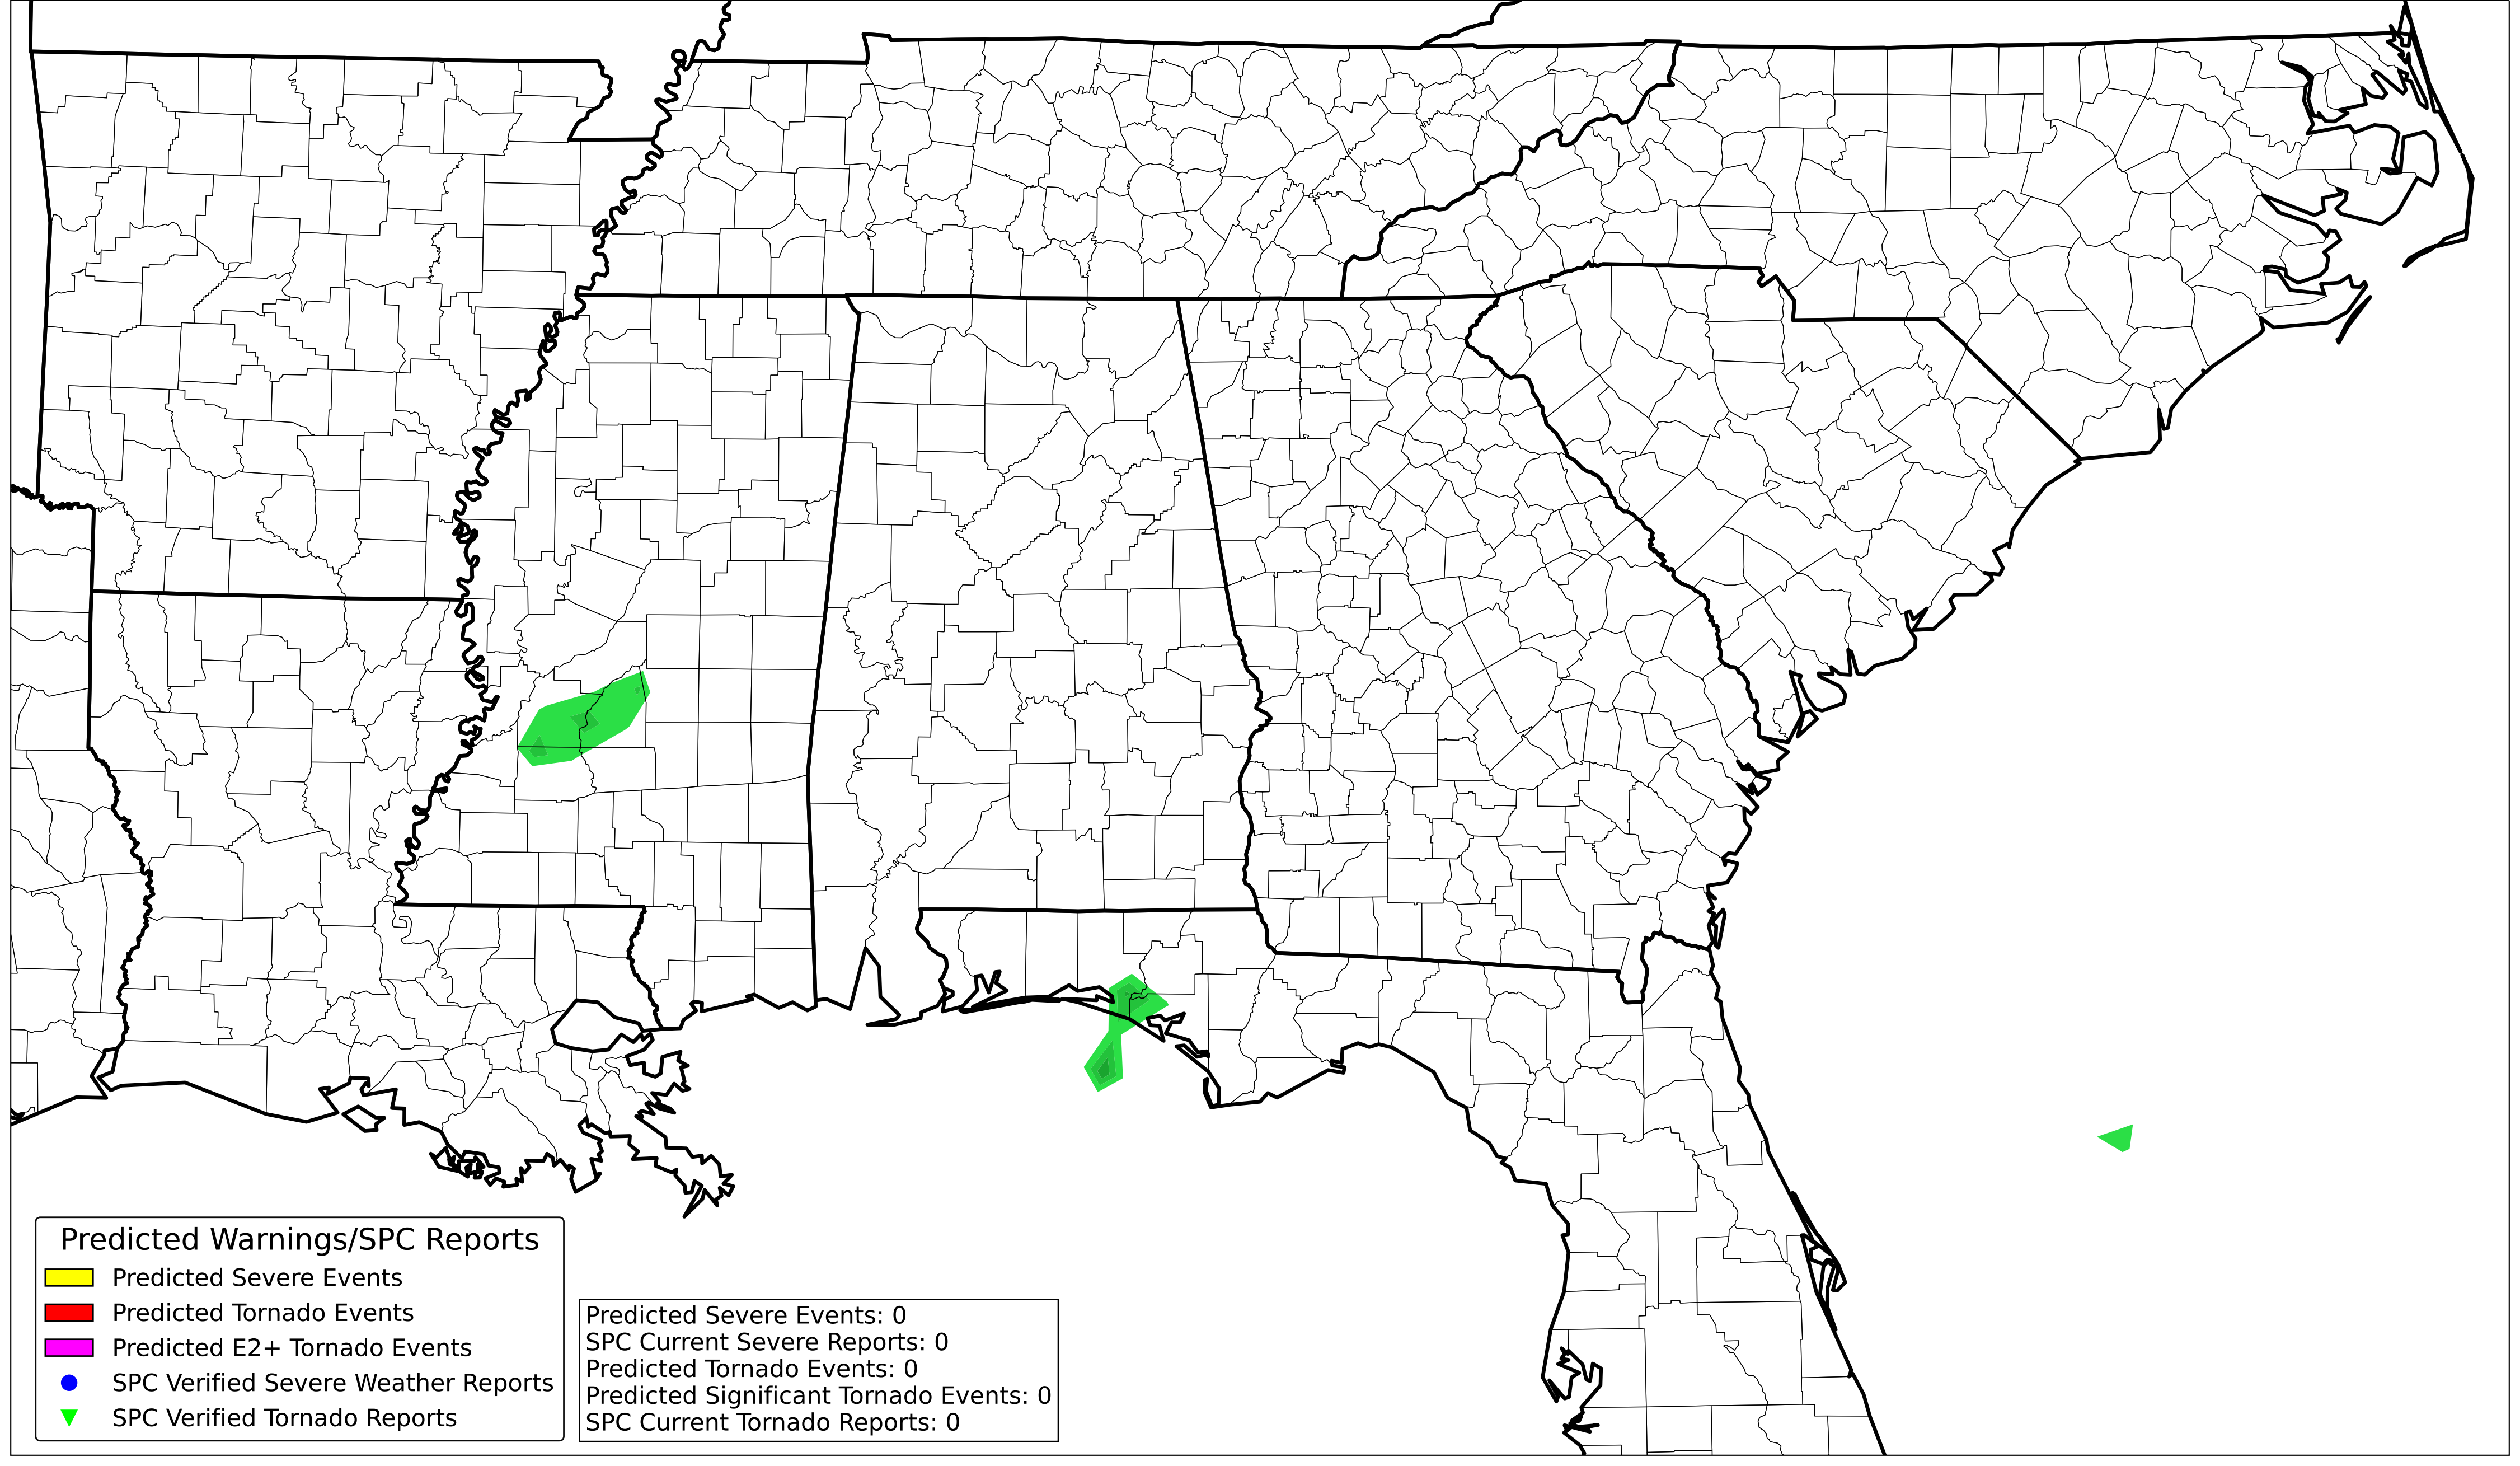 Predicted Warnings/SPC Reports
Predicted Severe Events
Predicted Tornado Events
Predicted E2+ Tornado Events
SPC Verified Severe Weather Reports
SPC Verified Tornado Reports
Predicted Severe Events: 0
SPC Current Severe Reports: 0
Predicted Tornado Events: 0
Predicted Significant Tornado Events: 0
SPC Current Tornado Reports: 0